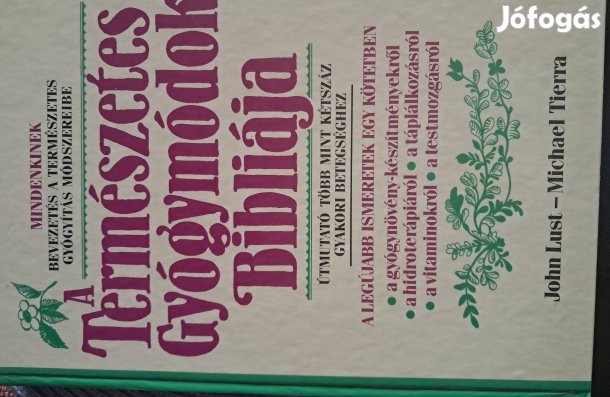 Jófogás
MINDENKINEK
BEVEZETÉS A TERMÉSZETES
GYÓGYÍTÁS MÓDSZEREIBE
A
Természetes
Gyógymódok
Bibliája
ÚTMUTATÓ TÖBB MINT KÉTSZÁZ
GYAKORI BETEGSÉGHEZ
A LEGÚJABB ISMERETEK EGY KÖTETBEN
• a gyógynövény-készítményekről
• a hidroterápiáról • a táplálkozásról
• a vitaminokról • a testmozgásról
John Lust – Michael Tierra